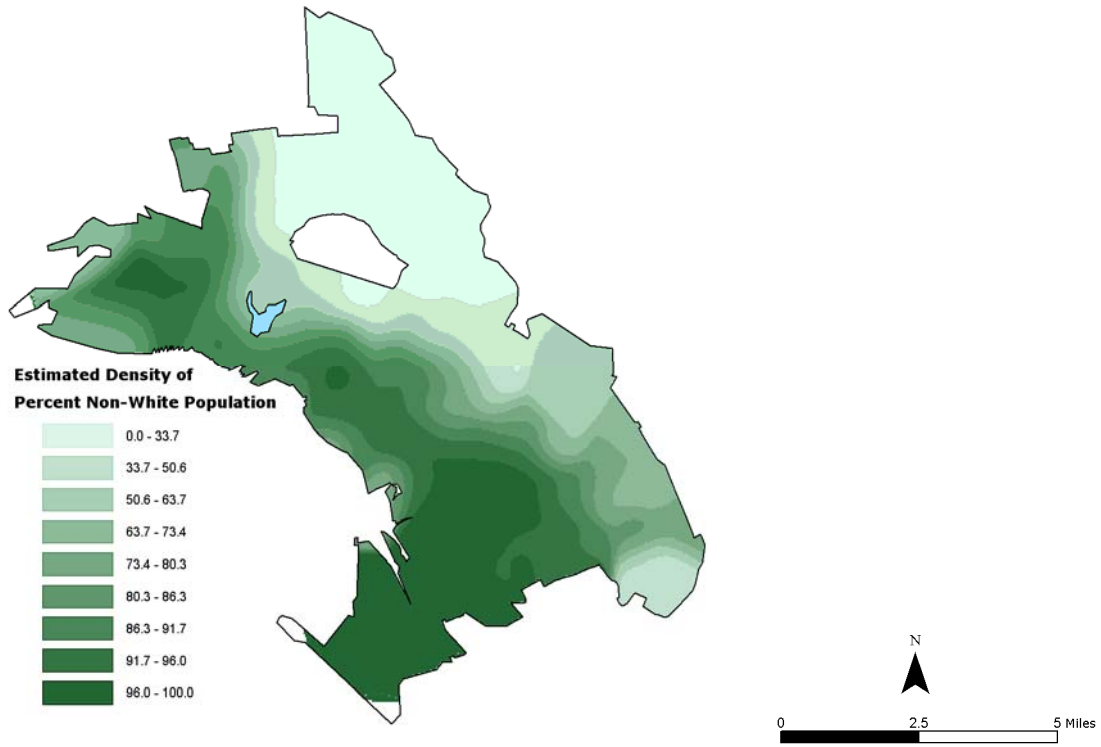 Estimated Density of
Percent Non-White Population
0.0 - 33.7
33.7 - 50.6
50.6 - 63.7
63.7 - 73.4
73.4 - 80.3
80.3 - 86.3
86.3 - 91.7
91.7 - 96.0
96.0 - 100.0
N
0 2.5 5 Miles